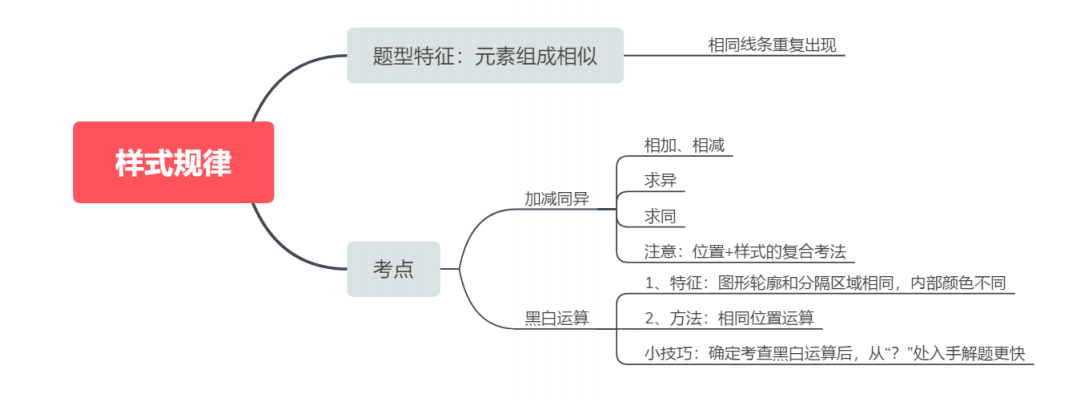 样式规律
题型特征：元素组成相似
相同线条重复出现
考点
加减同异
相加、相减
求异
求同
注意：位置+样式的复合考法
黑白运算
1、特征：图形轮廓和分隔区域相同，内部颜色不同
2、方法：相同位置运算
小技巧：确定考查黑白运算后，从“？”处入手解题更快